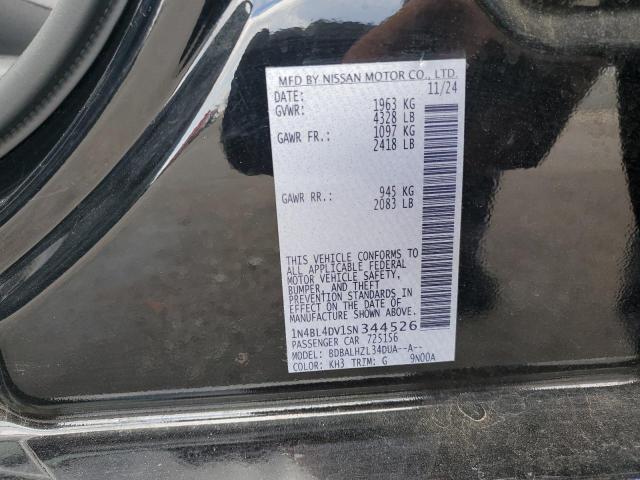 MFD BY NISSAN MOTOR CO., LTD.
DATE: 11/24
GVWR: 1963 KG
4328 LB
GAWR FR.: 1097 KG
2418 LB
GAWR RR.: 945 KG
2083 LB
THIS VEHICLE CONFORMS TO
ALL APPLICABLE FEDERAL
MOTOR VEHICLE SAFETY,
BUMPER, AND THEFT
PREVENTION STANDARDS IN
EFFECT ON THE DATE OF
MANUFACTURE SHOWN ABOVE.
1N4BL4DV1SN 344526
PASSENGER CAR 725156
MODEL: BDBALHZL34DUA--A--
COLOR: KH3 TRIM: G 9N00A